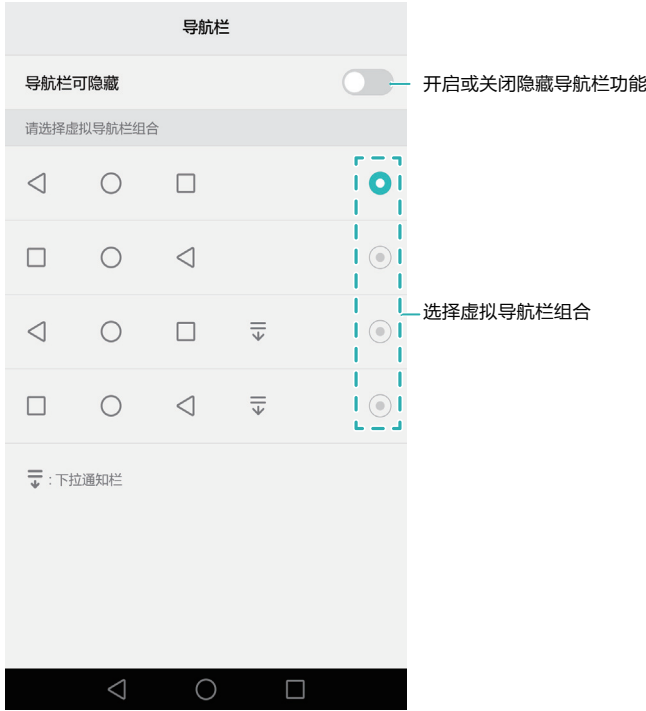 导航栏
导航栏可隐藏
开启或关闭隐藏导航栏功能
请选择虚拟导航栏组合
选择虚拟导航栏组合
:下拉通知栏